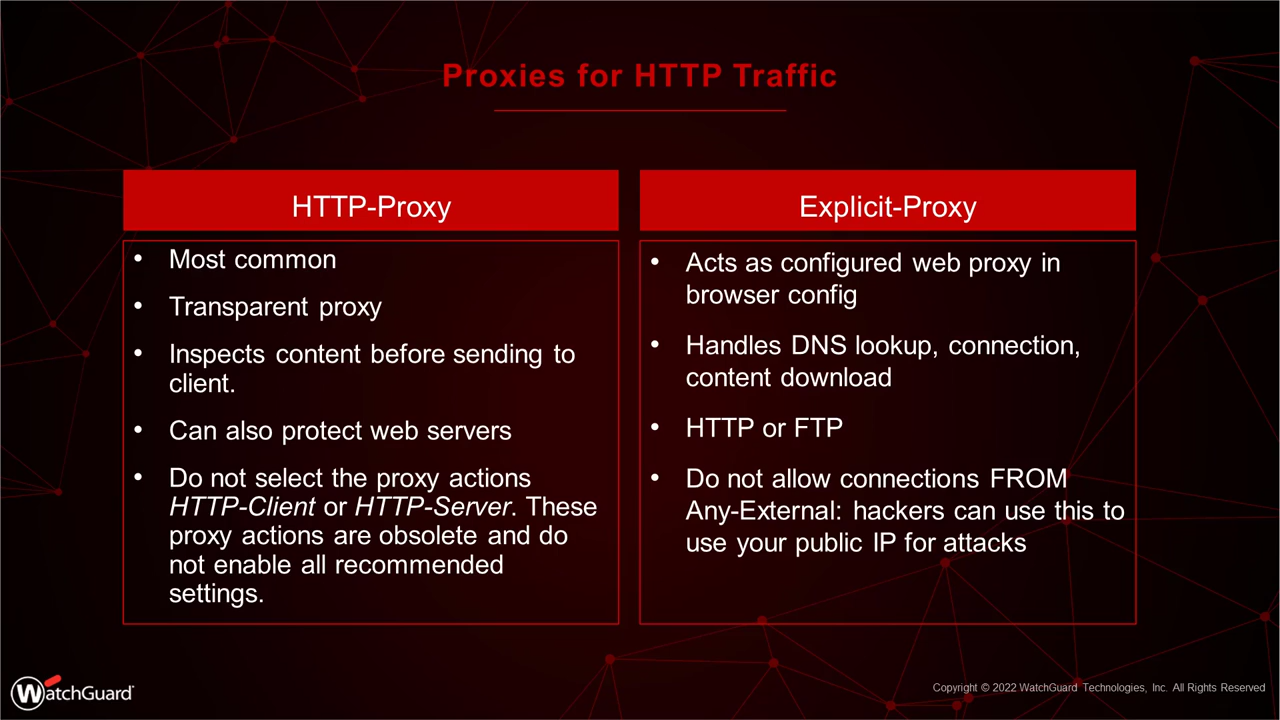 Proxies for HTTP Traffic
HTTP-Proxy
• Most common
• Transparent proxy
• Inspects content before sending to
client.
• Can also protect web servers
• Do not select the proxy actions
HTTP-Client or HTTP-Server. These
proxy actions are obsolete and do
not enable all recommended
settings.
Explicit-Proxy
• Acts as configured web proxy in
browser config
• Handles DNS lookup, connection,
content download
• HTTP or FTP
• Do not allow connections FROM
Any-External: hackers can use this to
use your public IP for attacks
WatchGuard
Copyright © 2022 WatchGuard Technologies, Inc. All Rights Reserved